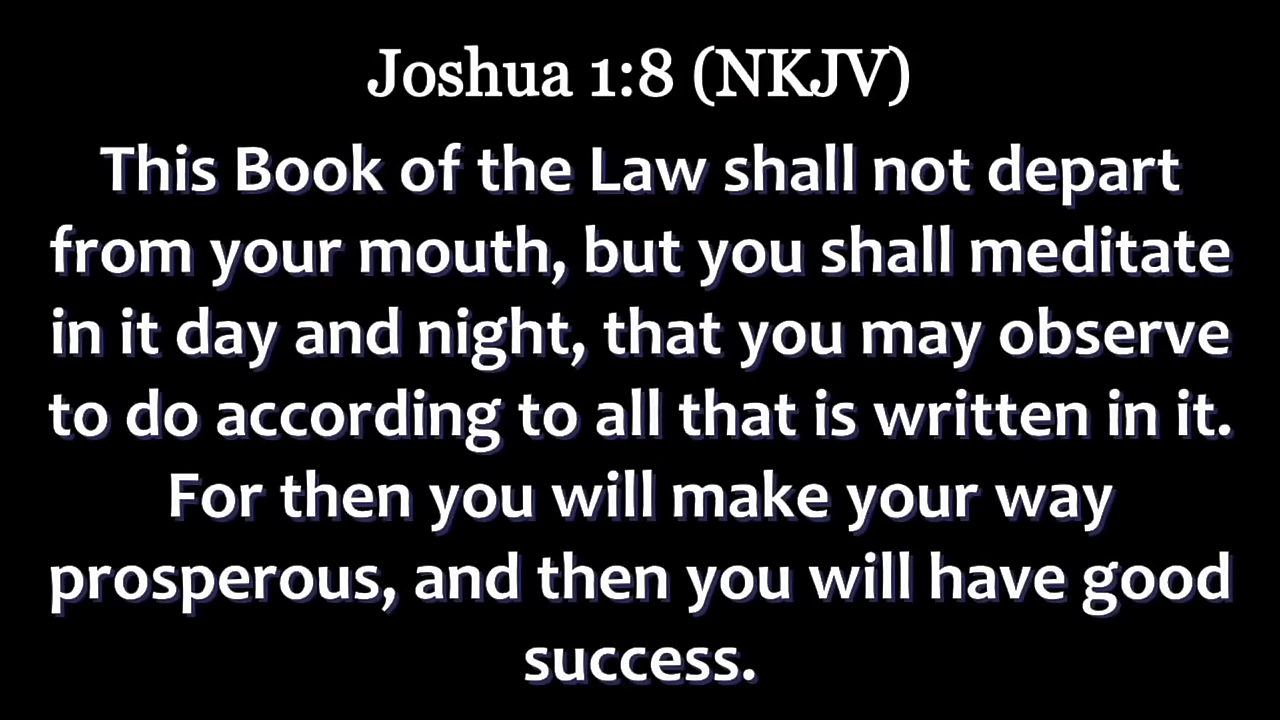 Joshua 1:8 (NKJV)
This Book of the Law shall not depart
from your mouth, but you shall meditate
in it day and night, that you may observe
to do according to all that is written in it.
For then you will make your way
prosperous, and then you will have good
success.